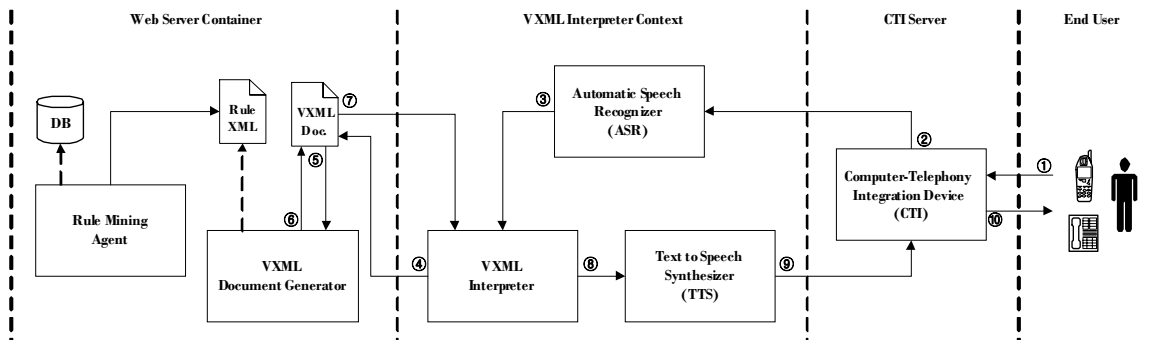 Web Server Container
VXML Interpreter Context
CTI Server
End User
DB
Rule
XML
VXML
Doc.
⑦
⑤
⑥
Rule Mining
Agent
VXML
Document Generator
③
Automatic Speech
Recognizer
(ASR)
④
VXML
Interpreter
⑧
Text to Speech
Synthesizer
(TTS)
⑨
②
Computer-Telephony
Integration Device
(CTI)
①
⑩